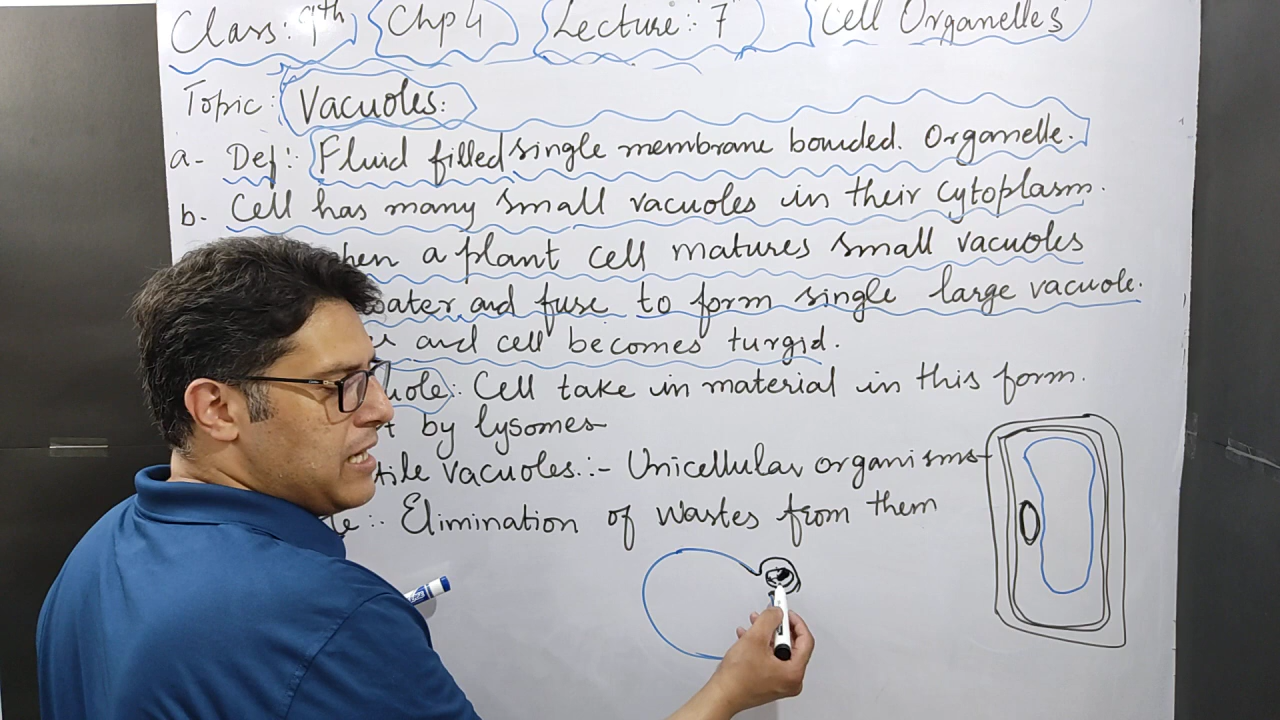 Class: 9th Chp 4 Lecture: 7 Cell Organelles
Topic: Vacuoles:
a- Def: Fluid filled single membrane bounded. Organelle.
b. Cell has many small vacuoles in their cytoplasm.
a plant cell matures small vacuoles
water and fuse to form single large vacuole.
and cell becomes turgid.
Cell take in material in this form.
by lysomes
vacuoles.:- Unicellular organisms
Elimination of wastes from them